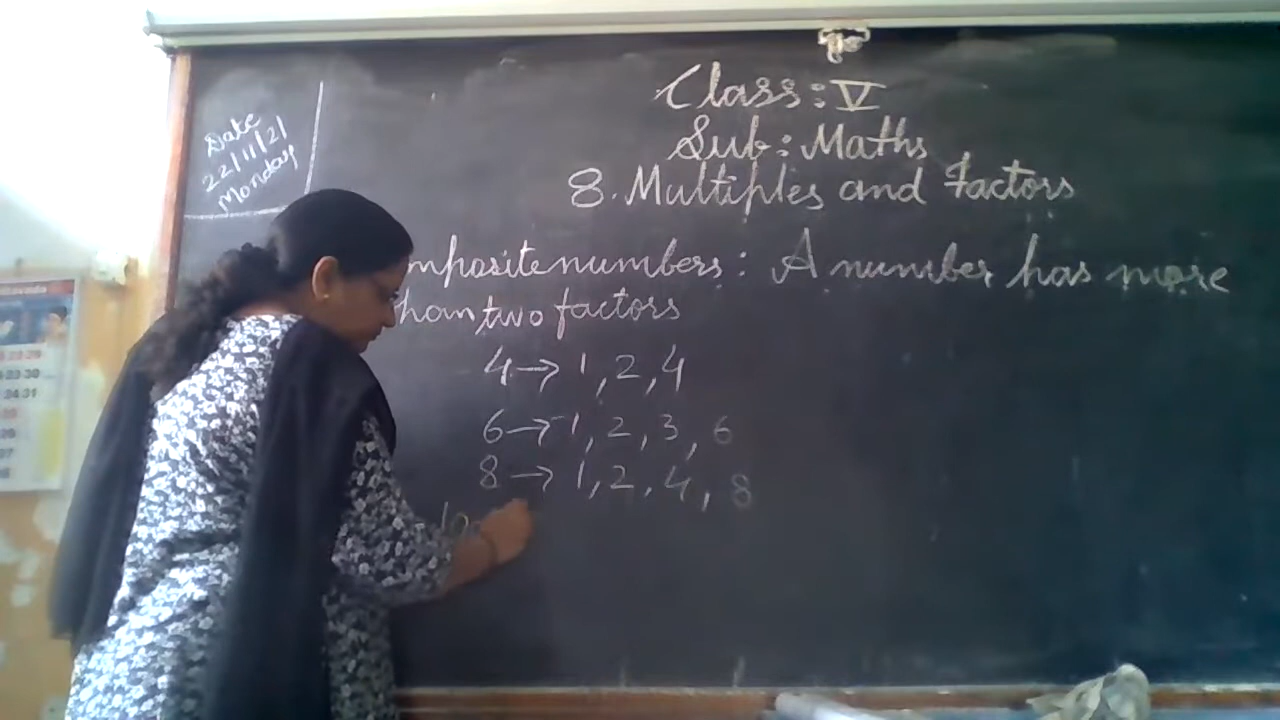 Date
22/11/21
Monday
Class: V
Sub: Maths
8. Multiples and Factors
mposite numbers: A number has more
han two factors
4→ 1, 2, 4
6→ 1, 2, 3, 6
8→ 1, 2, 4, 8
10